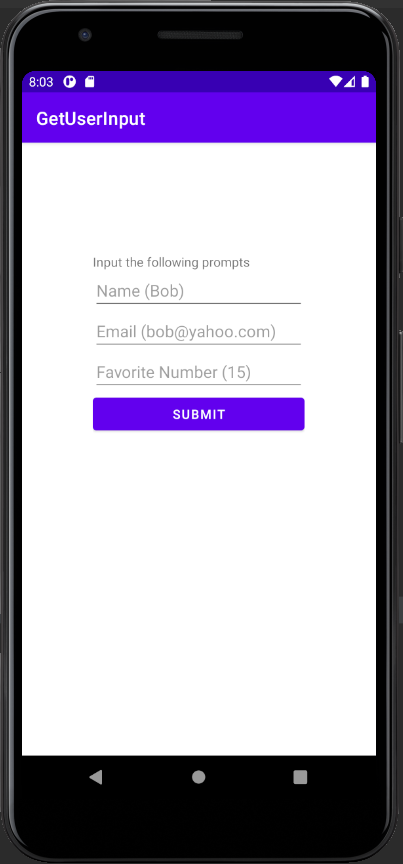 8:03
GetUserInput
Input the following prompts
Name (Bob)
Email (bob@yahoo.com)
Favorite Number (15)
SUBMIT